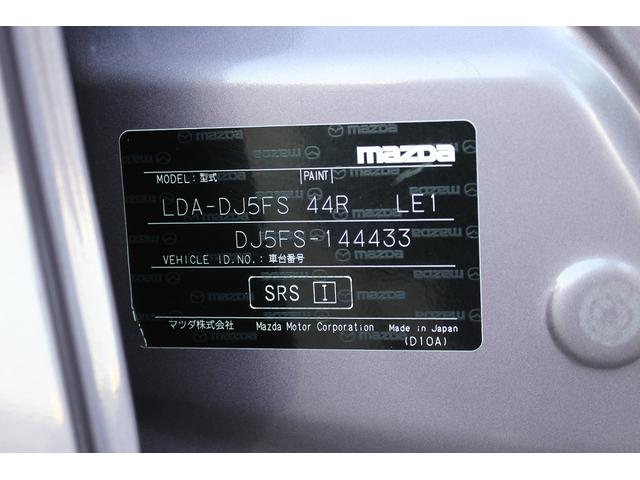 mazda
MODEL: 型式 PAINT
LDA-DJ5FS 44R LE1
DJ5FS-144433
VEHICLE ID.NO.: 車台番号
SRS I
マツダ株式会社 Mazda Motor Corporation Made in Japan
(D10A)